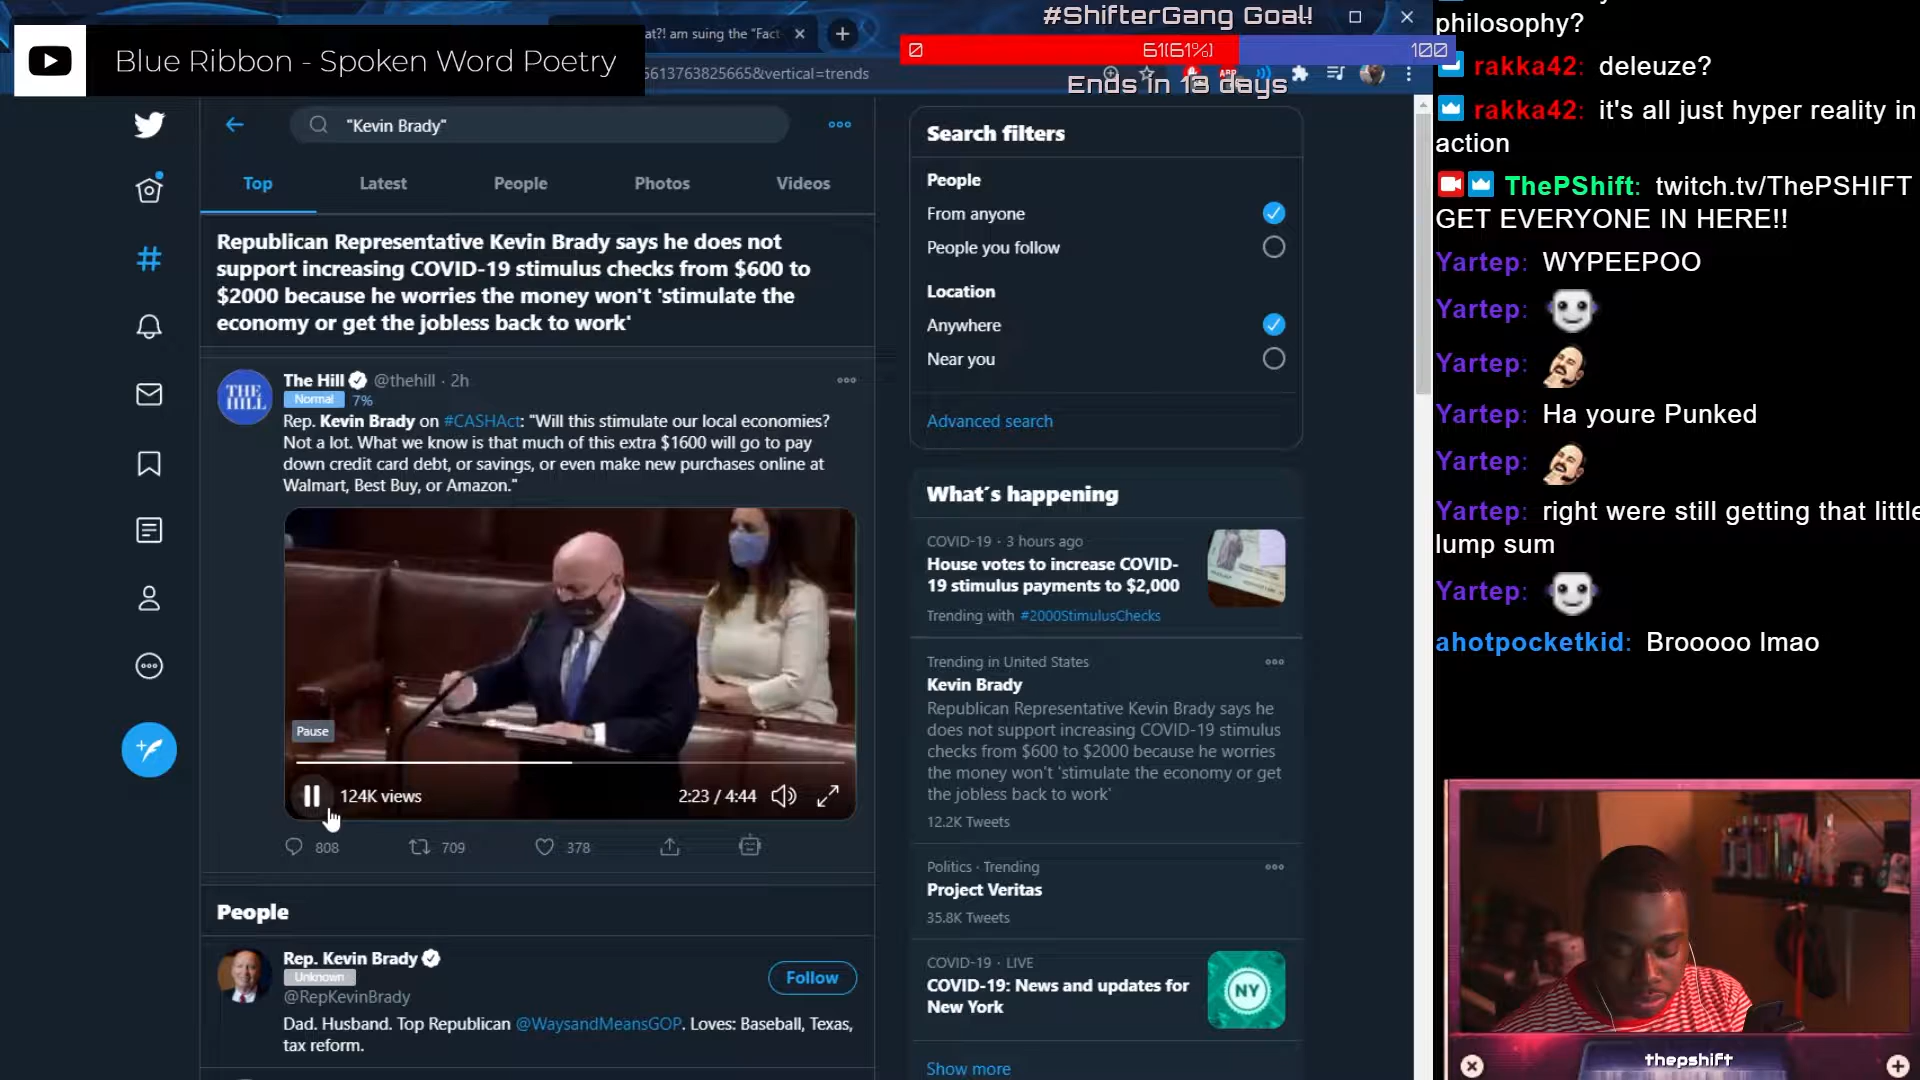 Blue Ribbon - Spoken Word Poetry
at?! am suing the "Fact
5613763825665&vertical=trends
#ShifterGang Goal!
0
61(61%)
100
Ends in 18 days
"Kevin Brady"
Top
Latest
People
Photos
Videos
Republican Representative Kevin Brady says he does not
support increasing COVID-19 stimulus checks from $600 to
$2000 because he worries the money won't 'stimulate the
economy or get the jobless back to work'
THE
HILL
The Hill @thehill · 2h
Normal 7%
Rep. Kevin Brady on #CASHAct: "Will this stimulate our local economies?
Not a lot. What we know is that much of this extra $1600 will go to pay
down credit card debt, or savings, or even make new purchases online at
Walmart, Best Buy, or Amazon."
Pause
124K views
2:23 / 4:44
808
709
378
People
Rep. Kevin Brady
Unknown
@RepKevinBrady
Follow
Dad. Husband. Top Republican @WaysandMeansGOP. Loves: Baseball, Texas,
tax reform.
Search filters
People
From anyone
People you follow
Location
Anywhere
Near you
Advanced search
What's happening
COVID-19 · 3 hours ago
House votes to increase COVID-
19 stimulus payments to $2,000
Trending with #2000StimulusChecks
Trending in United States
Kevin Brady
Republican Representative Kevin Brady says he
does not support increasing COVID-19 stimulus
checks from $600 to $2000 because he worries
the money won't 'stimulate the economy or get
the jobless back to work'
12.2K Tweets
Politics · Trending
Project Veritas
35.8K Tweets
COVID-19 · LIVE
COVID-19: News and updates for
New York
NY
Show more
philosophy?
rakka42: deleuze?
rakka42: it's all just hyper reality in
action
ThePShift: twitch.tv/ThePSHIFT
GET EVERYONE IN HERE!!
Yartep: WYPEEPOO
Yartep:
Yartep:
Yartep: Ha youre Punked
Yartep:
Yartep: right were still getting that little
lump sum
Yartep:
ahotpocketkid: Brooooo lmao
thepshift